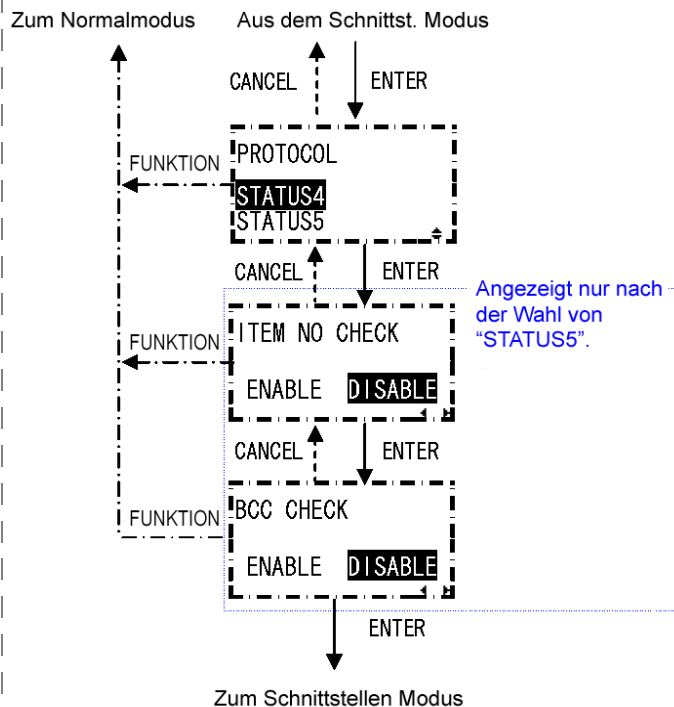 Zum Normalmodus Aus dem Schnittst. Modus
CANCEL ENTER
PROTOCOL
FUNKTION
STATUS4
STATUS5
CANCEL ENTER
Angezeigt nur nach
der Wahl von
“STATUS5”.
ITEM NO CHECK
FUNKTION
ENABLE DISABLE
CANCEL ENTER
BCC CHECK
FUNKTION
ENABLE DISABLE
ENTER
Zum Schnittstellen Modus